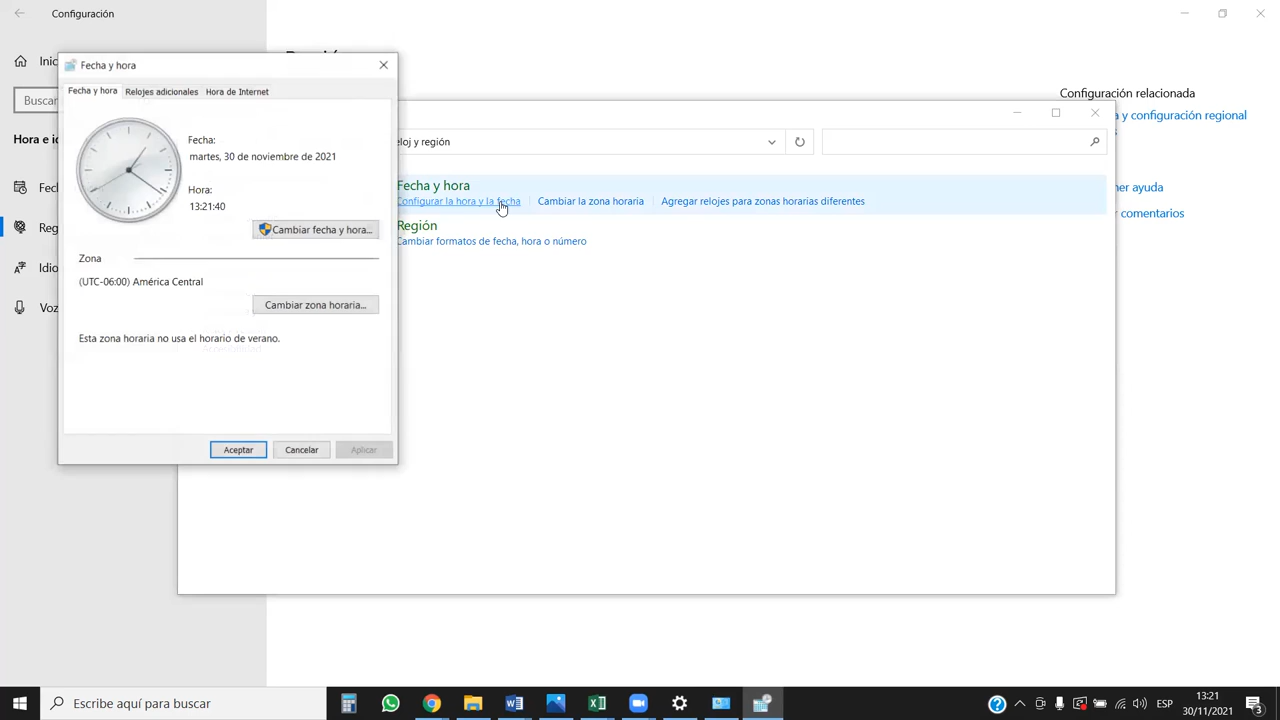 Configuración
Inic
Buscar
Hora e id
Fech
Reg
Idio
Voz
Configuración relacionada
a y configuración regional
ner ayuda
r comentarios
Fecha y hora
Fecha y hora
Relojes adicionales
Hora de Internet
Fecha:
martes, 30 de noviembre de 2021
Hora:
13:21:40
Cambiar fecha y hora...
Zona
(UTC-06:00) América Central
Cambiar zona horaria...
Esta zona horaria no usa el horario de verano.
Aceptar
Cancelar
Aplicar
eloj y región
Fecha y hora
Configurar la hora y la fecha
Cambiar la zona horaria
Agregar relojes para zonas horarias diferentes
Región
Cambiar formatos de fecha, hora o número
Escribe aquí para buscar
ESP
13:21
30/11/2021
3